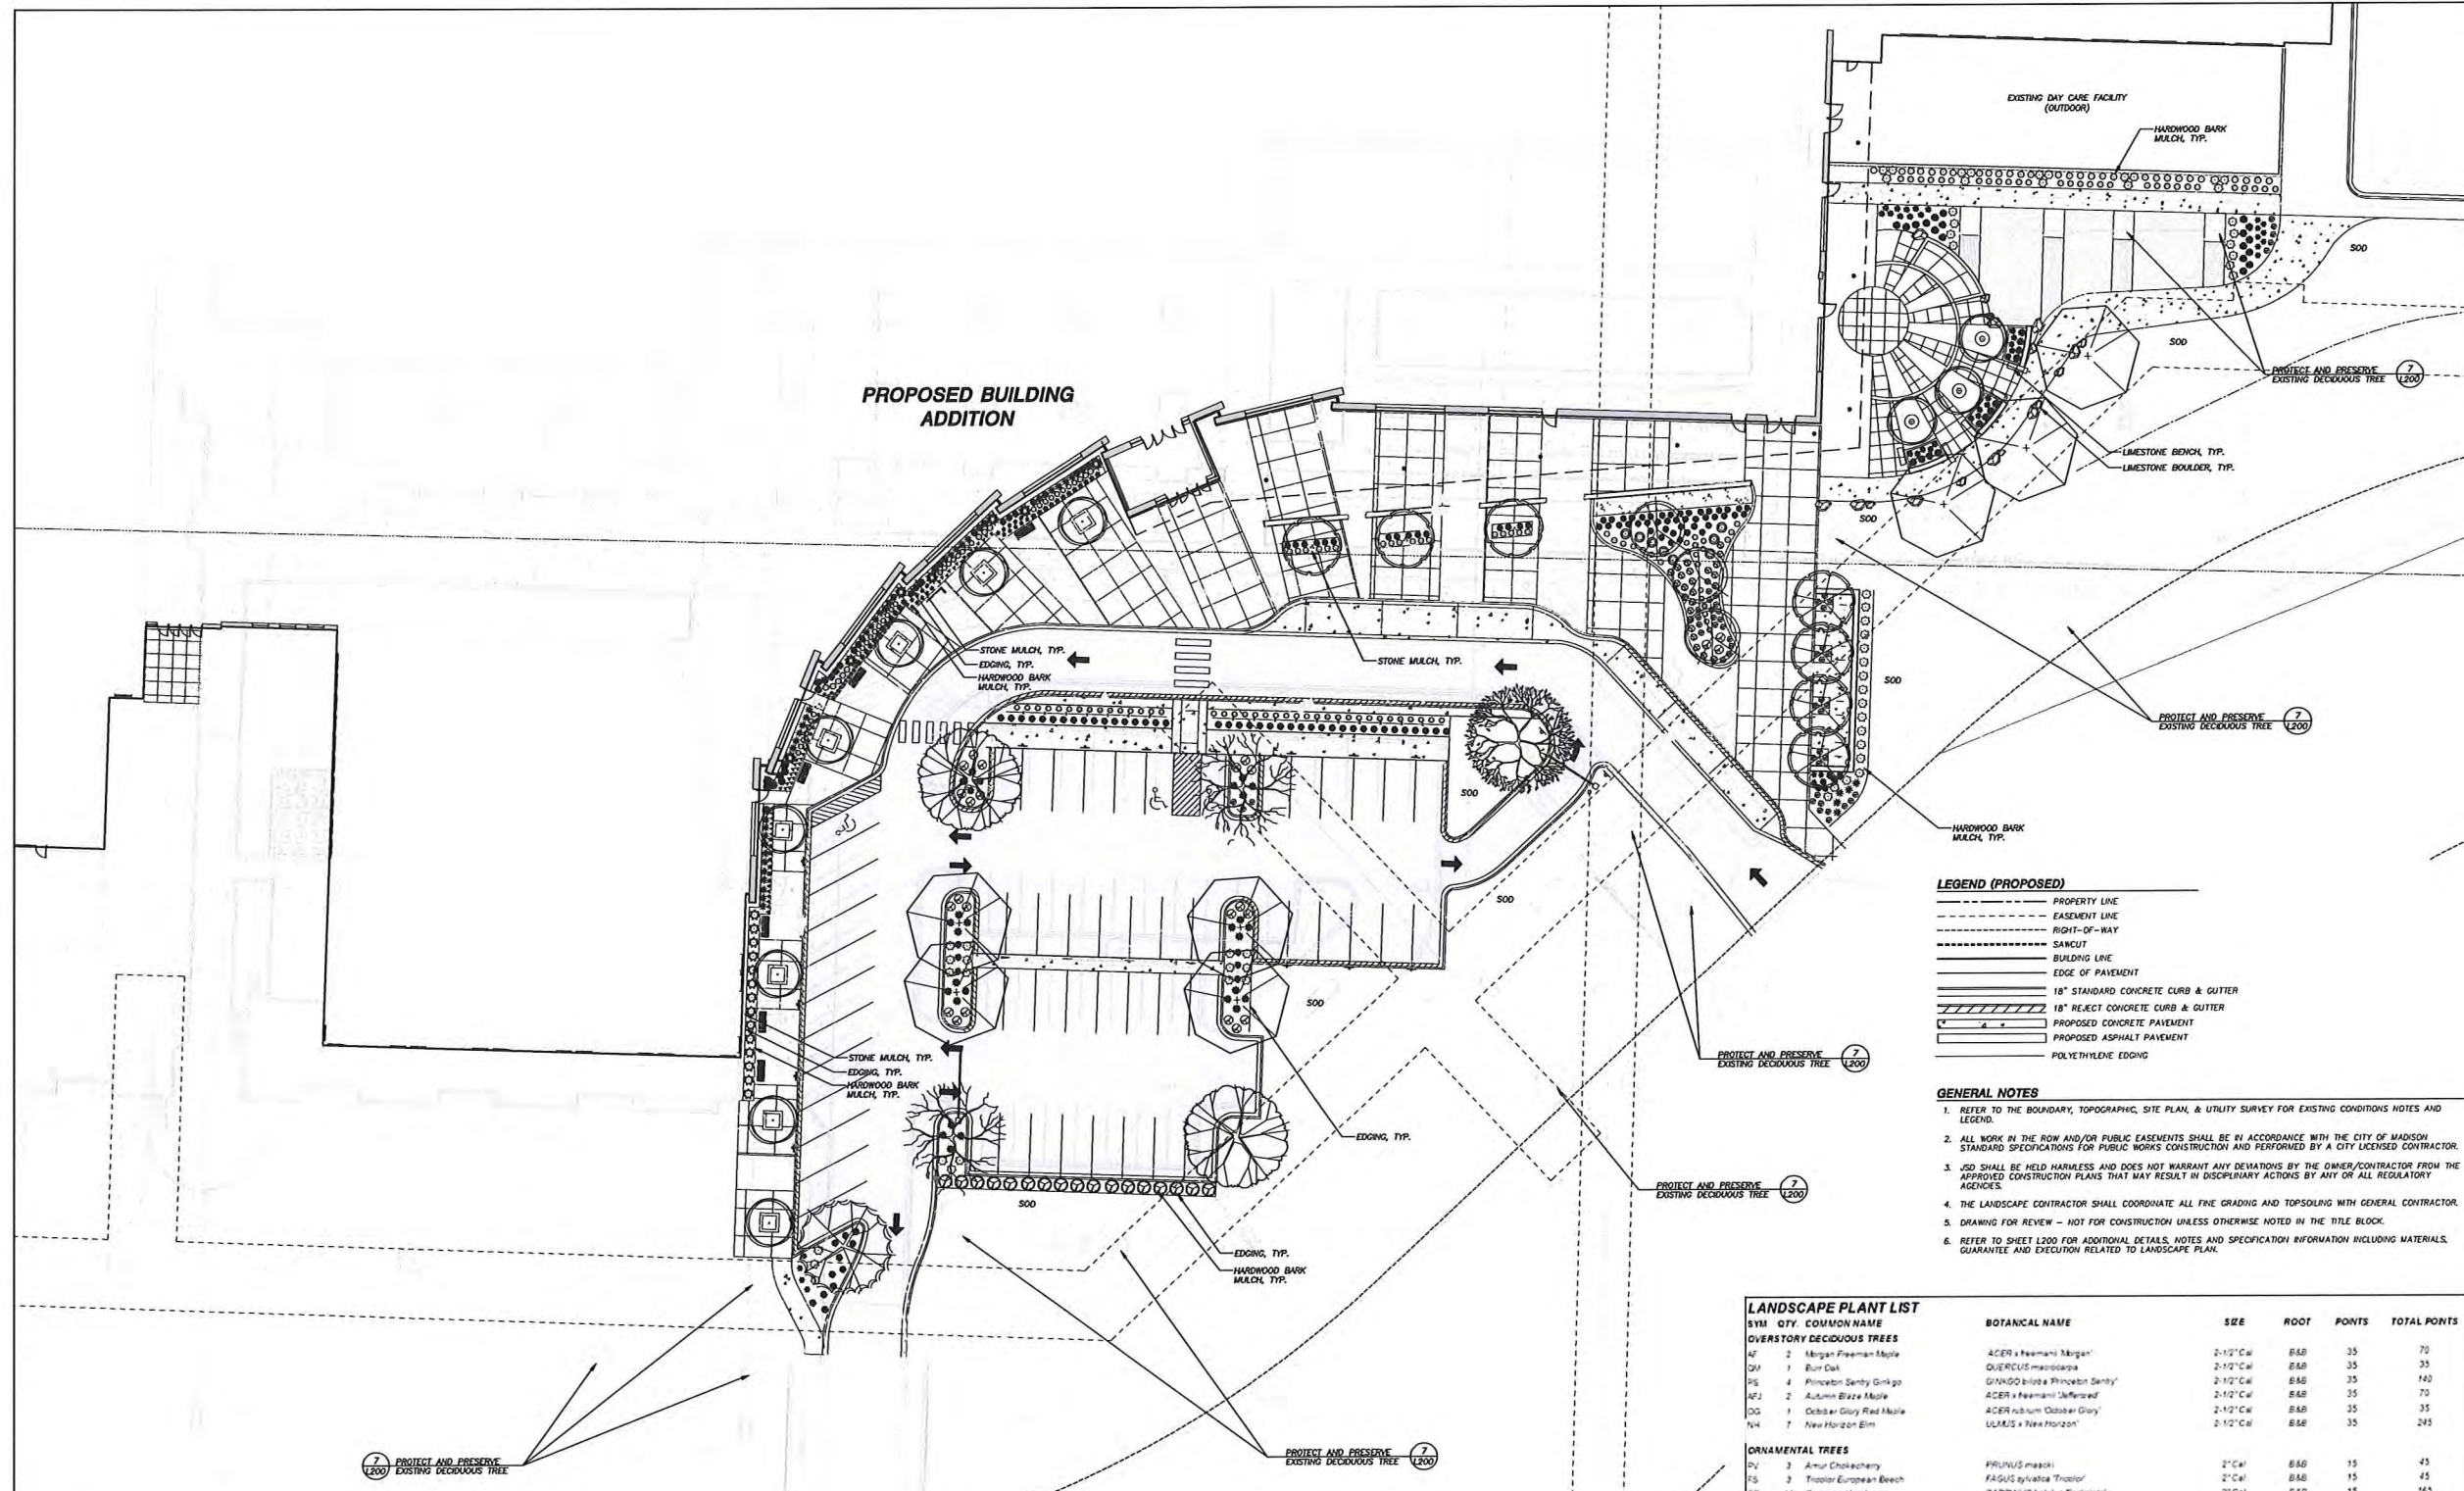 EXISTING DAY CARE FACILITY
(OUTDOOR)
HARDWOOD BARK
MULCH, TYP.
SOD
SOD
PROTECT AND PRESERVE
EXISTING DECIDUOUS TREE
7
L200
PROPOSED BUILDING
ADDITION
LIMESTONE BENCH, TYP.
LIMESTONE BOULDER, TYP.
SOD
STONE MULCH, TYP.
EDGING, TYP.
HARDWOOD BARK
MULCH, TYP.
STONE MULCH, TYP.
SOD
PROTECT AND PRESERVE
EXISTING DECIDUOUS TREE
7
L200
SOD
HARDWOOD BARK
MULCH, TYP.
SOD
SOD
STONE MULCH, TYP.
EDGING, TYP.
HARDWOOD BARK
MULCH, TYP.
PROTECT AND PRESERVE
EXISTING DECIDUOUS TREE
7
L200
EDGING, TYP.
PROTECT AND PRESERVE
EXISTING DECIDUOUS TREE
7
L200
SOD
EDGING, TYP.
HARDWOOD BARK
MULCH, TYP.
7
L200
PROTECT AND PRESERVE
EXISTING DECIDUOUS TREE
PROTECT AND PRESERVE
EXISTING DECIDUOUS TREE
7
L200
LEGEND (PROPOSED)
PROPERTY LINE
EASEMENT LINE
RIGHT-OF-WAY
SAWCUT
BUILDING LINE
EDGE OF PAVEMENT
18" STANDARD CONCRETE CURB & GUTTER
18" REJECT CONCRETE CURB & GUTTER
PROPOSED CONCRETE PAVEMENT
PROPOSED ASPHALT PAVEMENT
POLYETHYLENE EDGING
GENERAL NOTES
1. REFER TO THE BOUNDARY, TOPOGRAPHIC, SITE PLAN, & UTILITY SURVEY FOR EXISTING CONDITIONS NOTES AND
LEGEND.
2. ALL WORK IN THE ROW AND/OR PUBLIC EASEMENTS SHALL BE IN ACCORDANCE WITH THE CITY OF MADISON
STANDARD SPECIFICATIONS FOR PUBLIC WORKS CONSTRUCTION AND PERFORMED BY A CITY LICENSED CONTRACTOR.
3. JSD SHALL BE HELD HARMLESS AND DOES NOT WARRANT ANY DEVIATIONS BY THE OWNER/CONTRACTOR FROM THE
APPROVED CONSTRUCTION PLANS THAT MAY RESULT IN DISCIPLINARY ACTIONS BY ANY OR ALL REGULATORY
AGENCIES.
4. THE LANDSCAPE CONTRACTOR SHALL COORDINATE ALL FINE GRADING AND TOPSOILING WITH GENERAL CONTRACTOR.
5. DRAWING FOR REVIEW - NOT FOR CONSTRUCTION UNLESS OTHERWISE NOTED IN THE TITLE BLOCK.
6. REFER TO SHEET L200 FOR ADDITIONAL DETAILS, NOTES AND SPECIFICATION INFORMATION INCLUDING MATERIALS,
GUARANTEE AND EXECUTION RELATED TO LANDSCAPE PLAN.
LANDSCAPE PLANT LIST
SYM QTY. COMMON NAME BOTANICAL NAME SIZE ROOT POINTS TOTAL POINTS
OVERSTORY DECIDUOUS TREES
AF 2 Morgan Freeman Maple ACER x freemanii 'Morgan' 2-1/2" Cal B&B 35 70
QM 1 Burr Oak QUERCUS macrocarpa 2-1/2" Cal B&B 35 35
PS 4 Princeton Sentry Ginkgo GINKGO biloba 'Princeton Sentry' 2-1/2" Cal B&B 35 140
AFJ 2 Autumn Blaze Maple ACER x freemanii 'Jeffersred' 2-1/2" Cal B&B 35 70
OG 1 October Glory Red Maple ACER rubrum 'October Glory' 2-1/2" Cal B&B 35 35
NH 7 New Horizon Elm ULMUS x 'New Horizon' 2-1/2" Cal B&B 35 245
ORNAMENTAL TREES
PV 3 Amur Chokecherry PRUNUS maacki 2" Cal B&B 15 45
FS 3 Tricolor European Beech FAGUS sylvatica 'Tricolor' 2" Cal B&B 15 45